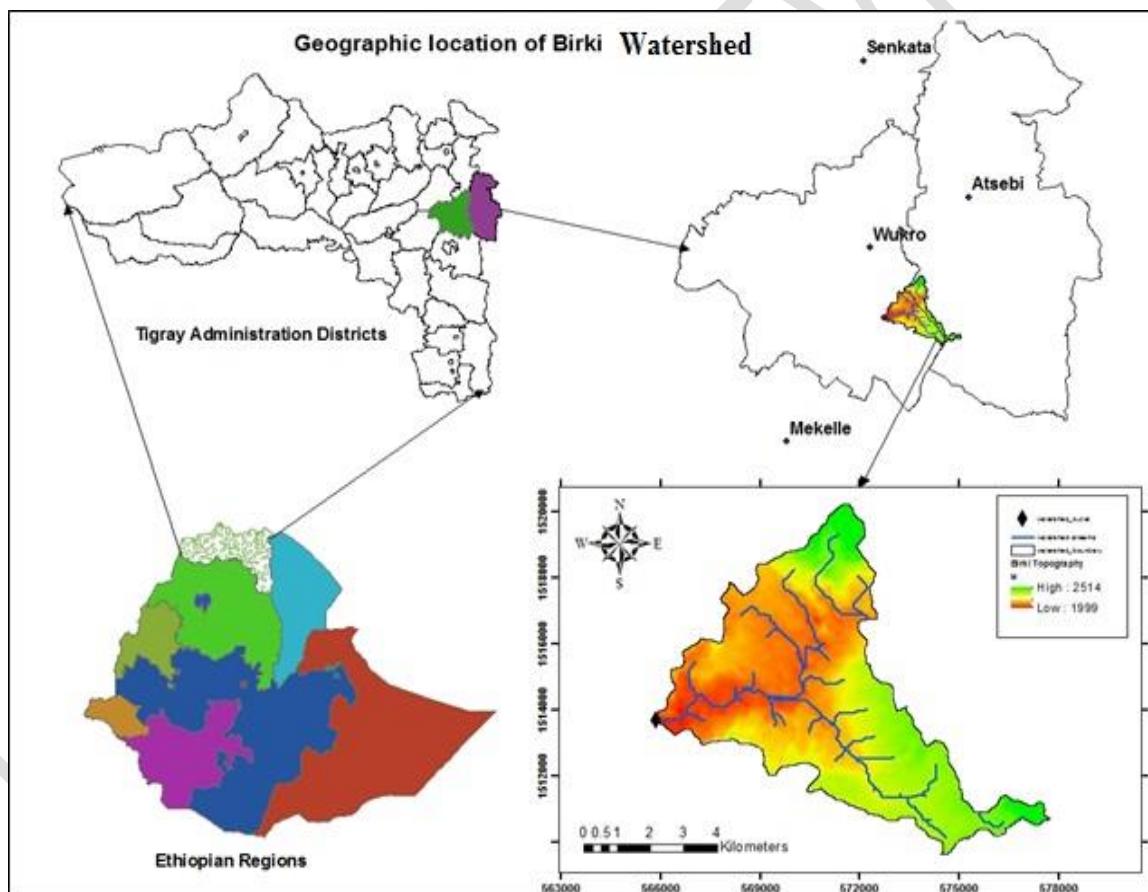 Geographic location of Birki Watershed
Senkata
Atsebi
Wukro
Mekelle
Tigray Administration Districts
Ethiopian Regions
N
W E
S
Birki Topography
High : 2514
Low : 1999
1520000
1518000
1516000
1514000
1512000
0 0.5 1 2 3 4
Kilometers
563000 566000 569000 572000 575000 578000